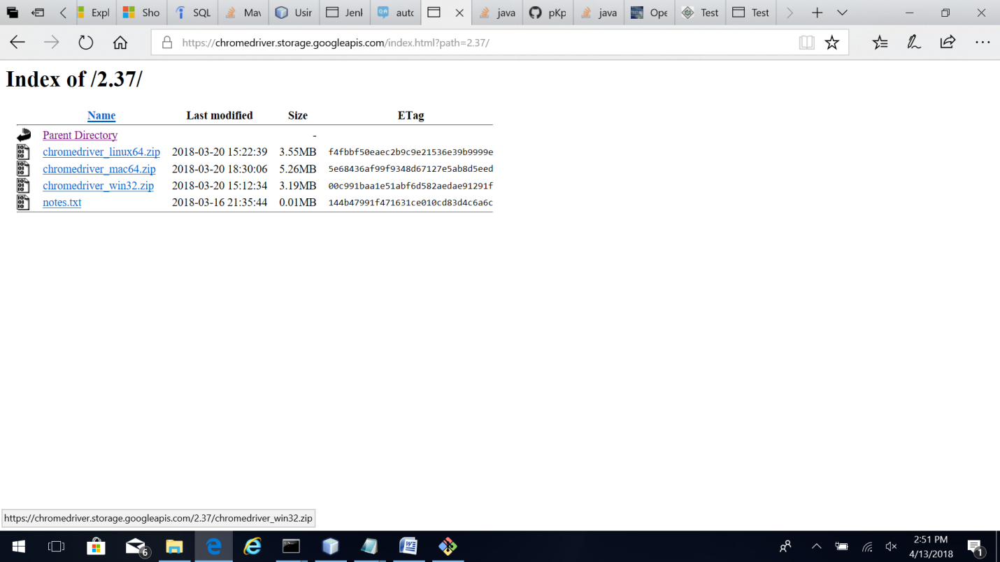 Expl Sho SQL Mav Usin Jenk auto java pKp java Ope Test Test
https://chromedriver.storage.googleapis.com/index.html?path=2.37/
Index of /2.37/
Name Last modified Size ETag
Parent Directory -
chromedriver_linux64.zip 2018-03-20 15:22:39 3.55MB f4fbbf50eaec2b9c9e21536e39b9999e
chromedriver_mac64.zip 2018-03-20 18:30:06 5.26MB 5e68436af99f9348d67127e5ab8d5eed
chromedriver_win32.zip 2018-03-20 15:12:34 3.19MB 00c991baa1e51abf6d582aedae91291f
notes.txt 2018-03-16 21:35:44 0.01MB 144b47991f471631ce010cd83d4c6a6c
https://chromedriver.storage.googleapis.com/2.37/chromedriver_win32.zip
6
2:51 PM
4/13/2018
1